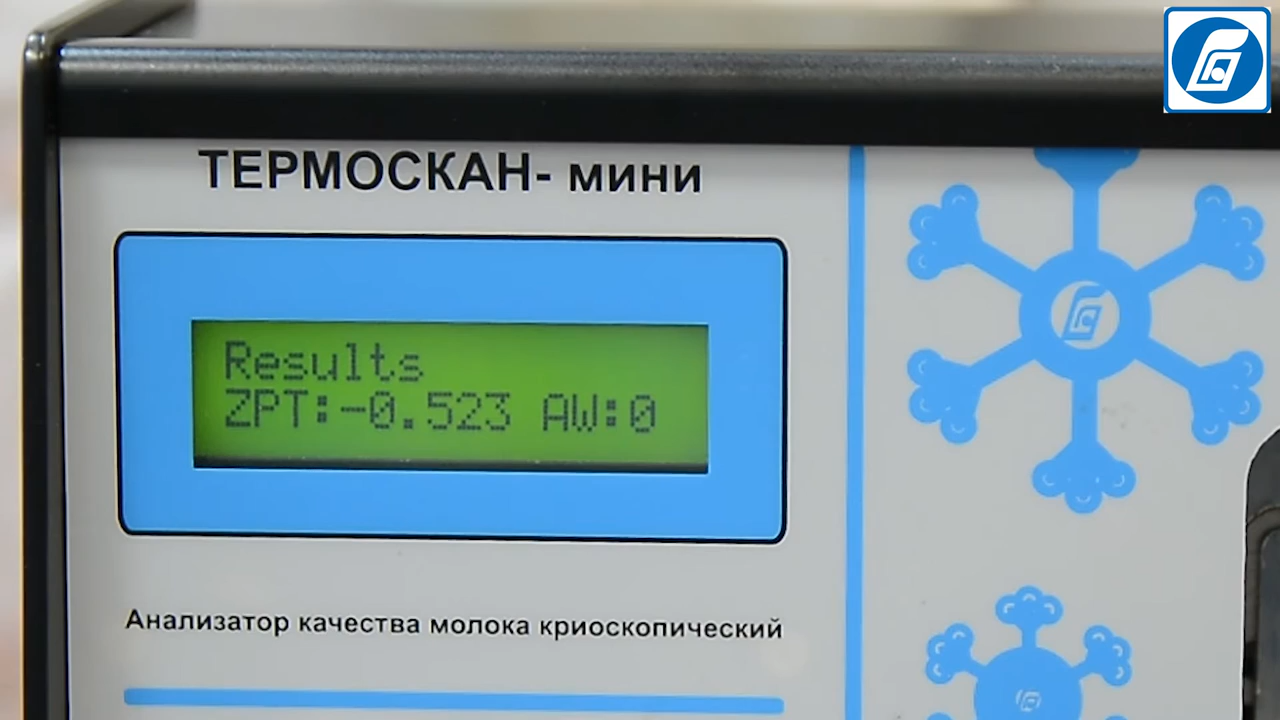 ТЕРМОСКАН- мини
Results
ZPT:-0.523 AW:0
Анализатор качества молока криоскопический